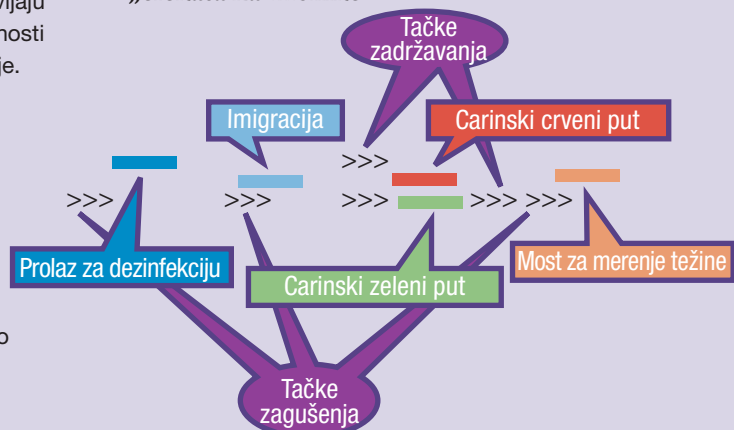 nosti
je.
Tačke
zadržavanja
Imigracija
Carinski crveni put
>>>
>>> >>> >>> >>> >>>
Prolaz za dezinfekciju
Carinski zeleni put
Most za merenje težine
o
Tačke
zagušenja